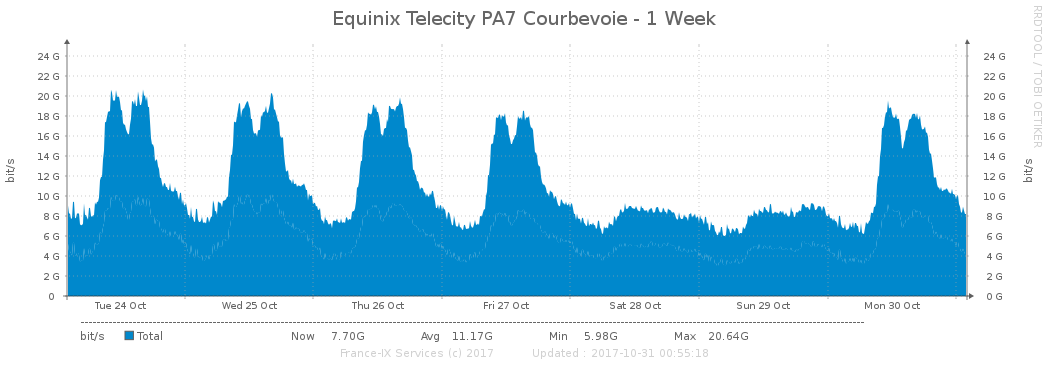 Equinix Telecity PA7 Courbevoie - 1 Week
RRDTOOL / TOBI OETIKER
bit/s
bit/s
24 G 24 G
22 G 22 G
20 G 20 G
18 G 18 G
16 G 16 G
14 G 14 G
12 G 12 G
10 G 10 G
8 G 8 G
6 G 6 G
4 G 4 G
2 G 2 G
0 0 G
Tue 24 Oct Wed 25 Oct Thu 26 Oct Fri 27 Oct Sat 28 Oct Sun 29 Oct Mon 30 Oct
bit/s Total Now 7.70G Avg 11.17G Min 5.98G Max 20.64G
France-IX Services (c) 2017 Updated : 2017-10-31 00:55:18